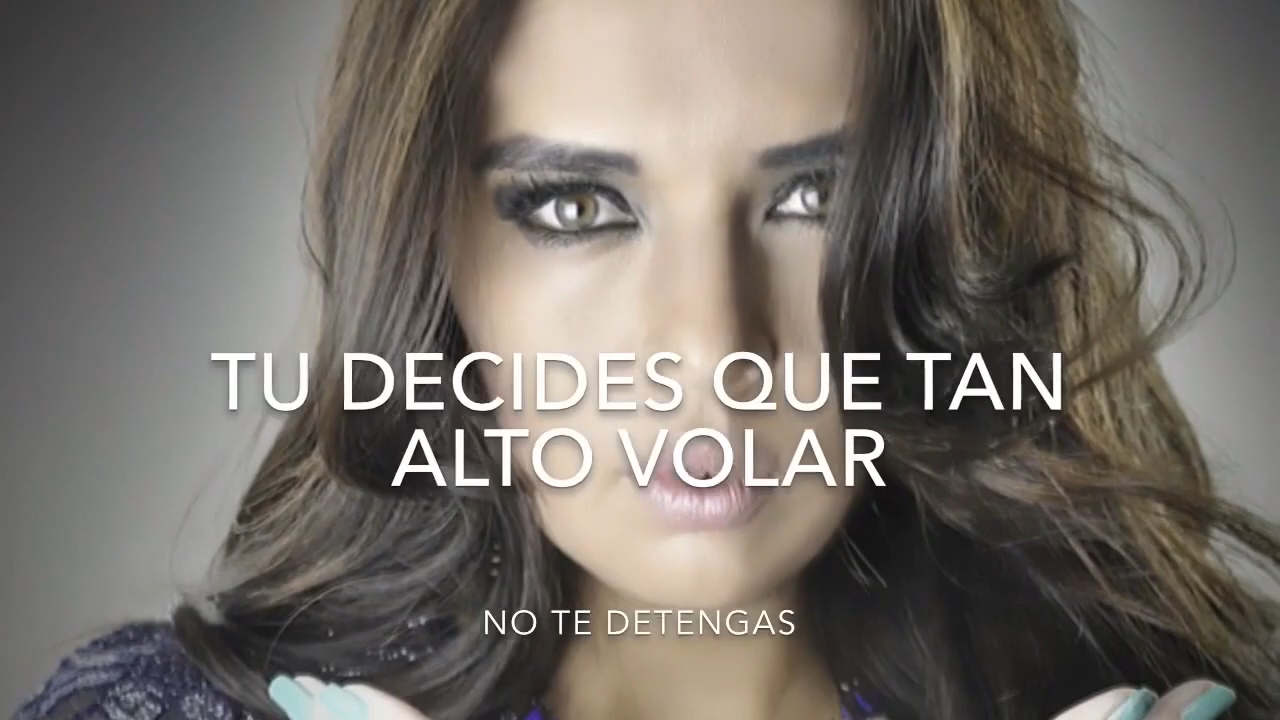 TU DECIDES QUE TAN
ALTO VOLAR
NO TE DETENGAS